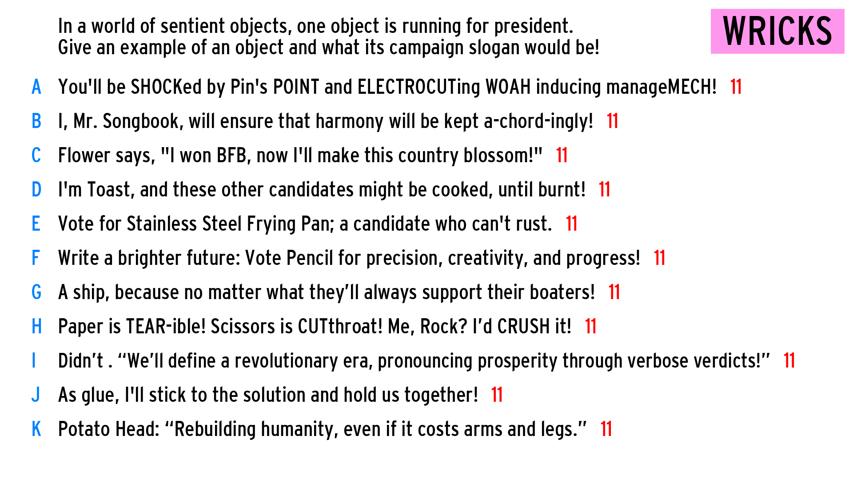 In a world of sentient objects, one object is running for president.
Give an example of an object and what its campaign slogan would be!
WRICKS
A You'll be SHOCKed by Pin's POINT and ELECTROCUTing WOAH inducing manageMECH! 11
B I, Mr. Songbook, will ensure that harmony will be kept a-chord-ingly! 11
C Flower says, "I won BFB, now I'll make this country blossom!" 11
D I'm Toast, and these other candidates might be cooked, until burnt! 11
E Vote for Stainless Steel Frying Pan; a candidate who can't rust. 11
F Write a brighter future: Vote Pencil for precision, creativity, and progress! 11
G A ship, because no matter what they’ll always support their boaters! 11
H Paper is TEAR-ible! Scissors is CUTthroat! Me, Rock? I’d CRUSH it! 11
I Didn’t . “We’ll define a revolutionary era, pronouncing prosperity through verbose verdicts!” 11
J As glue, I'll stick to the solution and hold us together! 11
K Potato Head: “Rebuilding humanity, even if it costs arms and legs.” 11